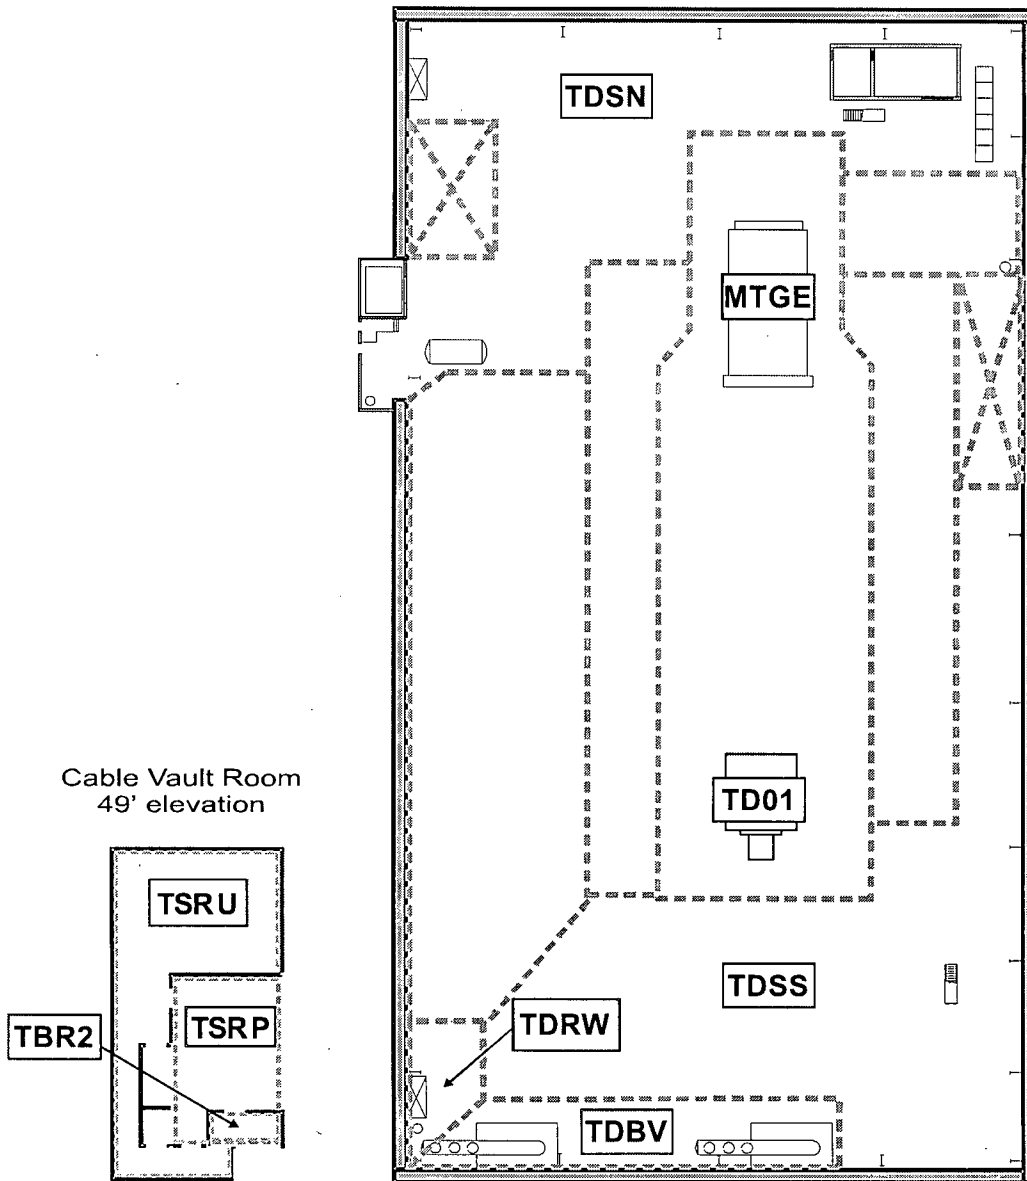 TDSN
MTGE
Cable Vault Room
49' elevation
TD01
TSRU
TDSS
TSRP
TDRW
TBR2
TDBV